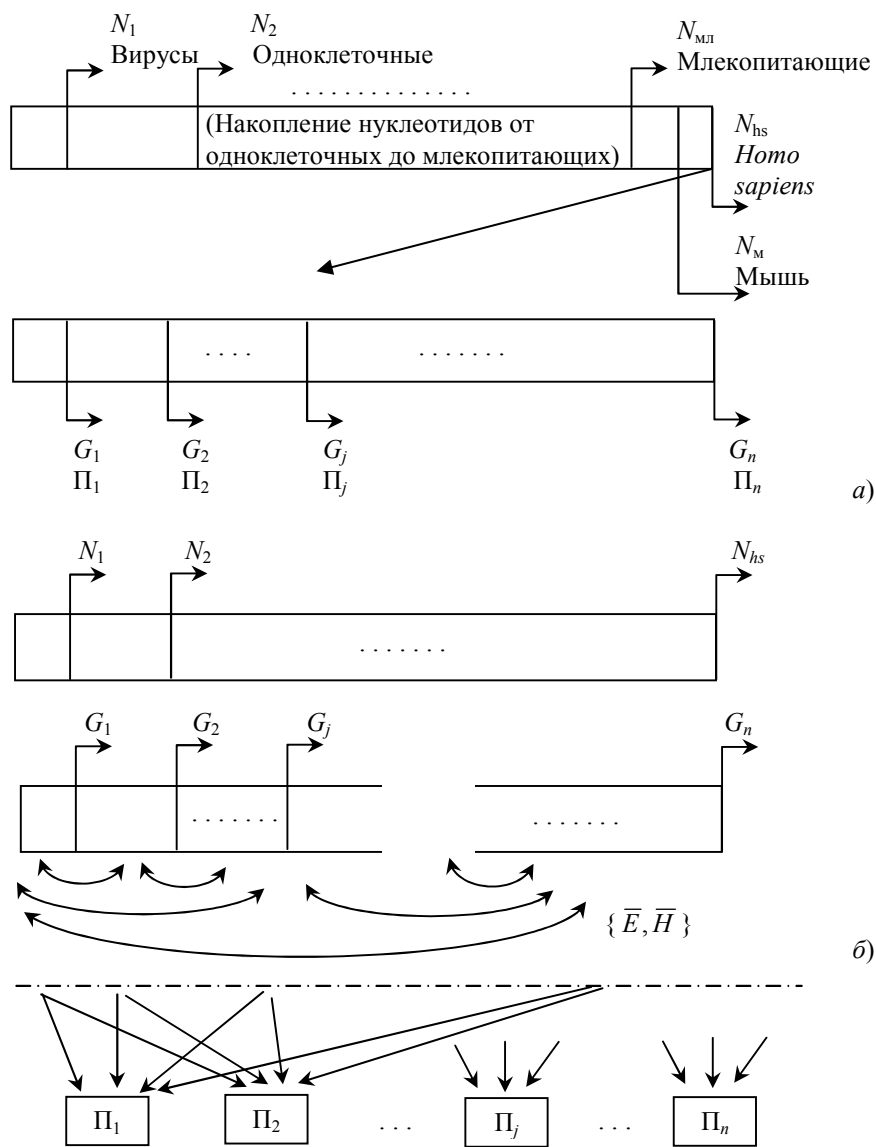 N₁ N₂ Nмл
Вирусы Одноклеточные Млекопитающие
. . . . . . . . . . . . . .
(Накопление нуклеотидов от
одноклеточных до млекопитающих)
Nhs
Homo
sapiens
Nм
Мышь
. . . . . . . . . . .
G₁ G₂ Gj Gn
П₁ П₂ Пj Пn
а)
N₁ N₂ Nhs
. . . . . . .
G₁ G₂ Gj Gn
. . . . . . . . . . . . . .
{ E̅, H̅ }
б)
П₁ П₂ . . . Пj . . . Пn